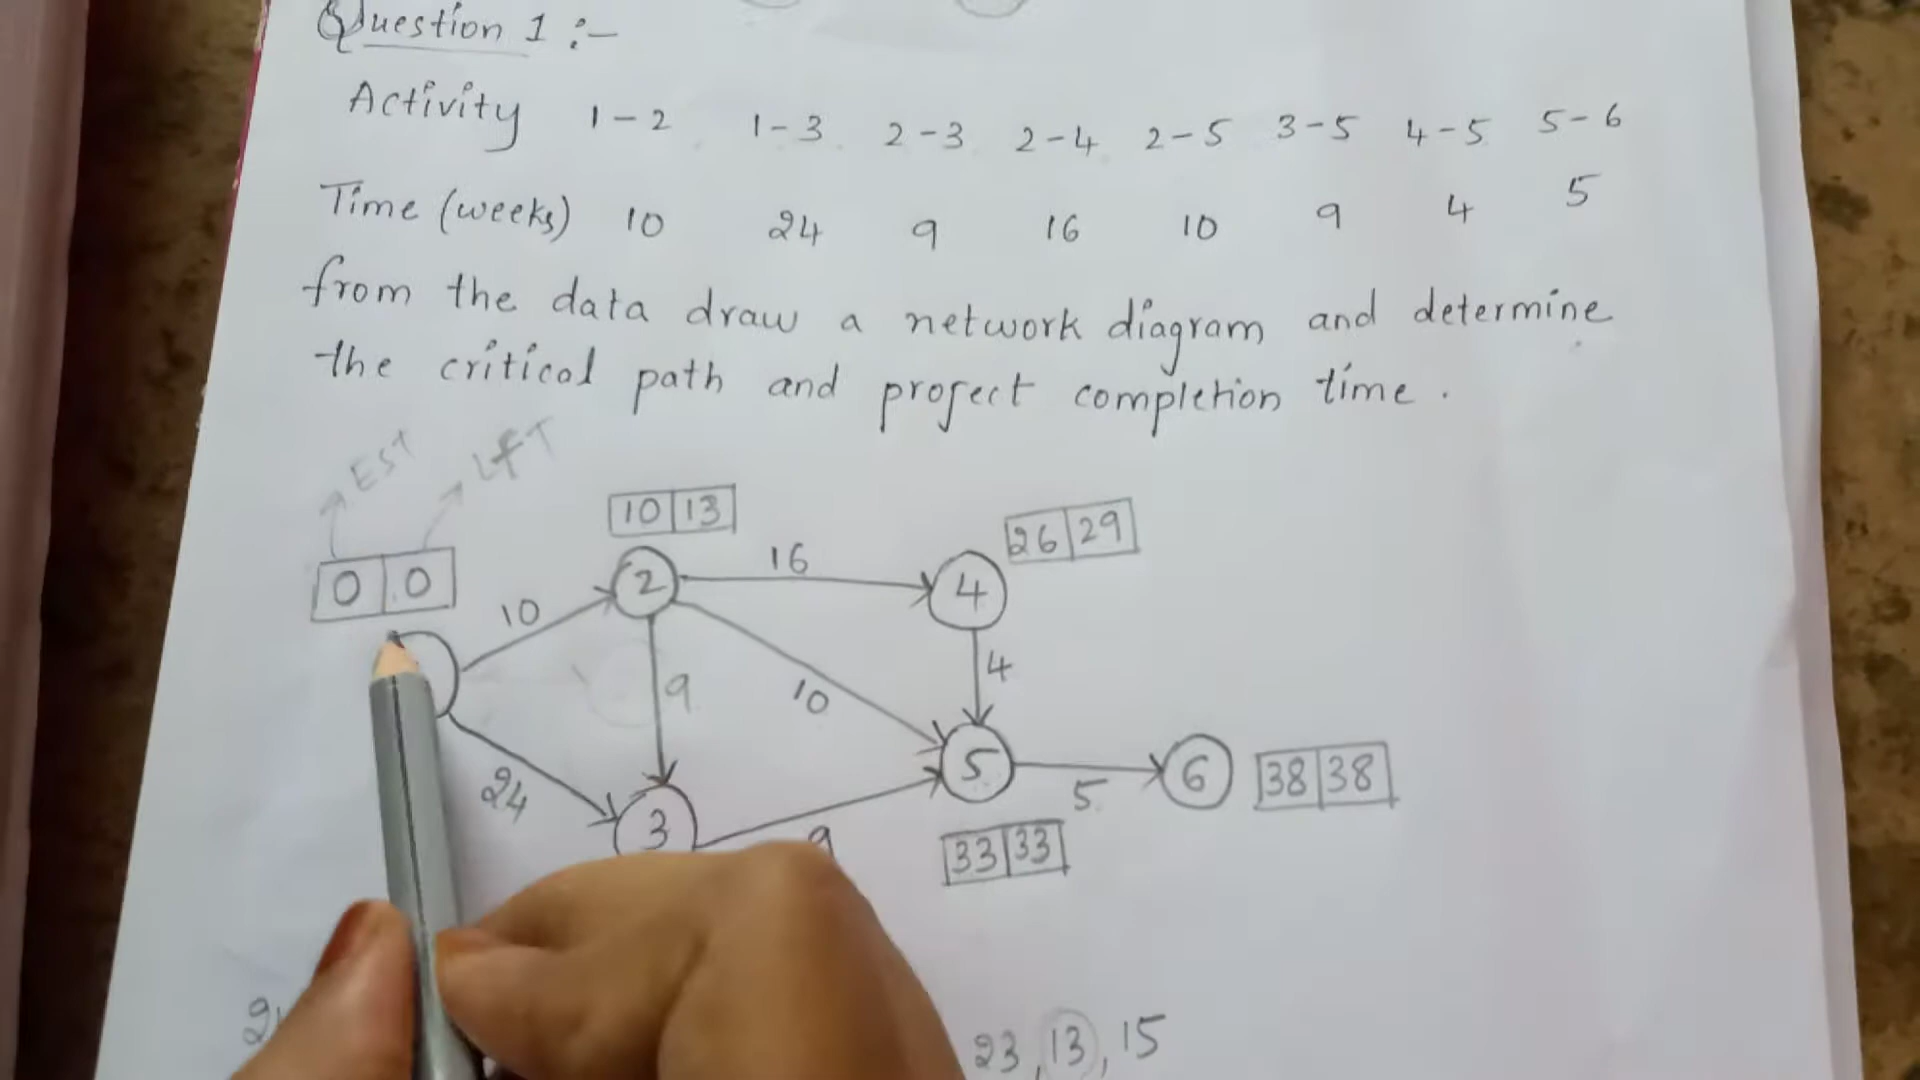 Question 1 :-
Activity 1-2 1-3 2-3 2-4 2-5 3-5 4-5 5-6
Time (weeks) 10 24 9 16 10 9 4 5
from the data draw a network diagram and determine
the critical path and project completion time.
EST LFT
10 13
26 29
0 0
16
2
4
10
4
9
10
5
6
38 38
24
5
3
9
33 33
23, 13, 15